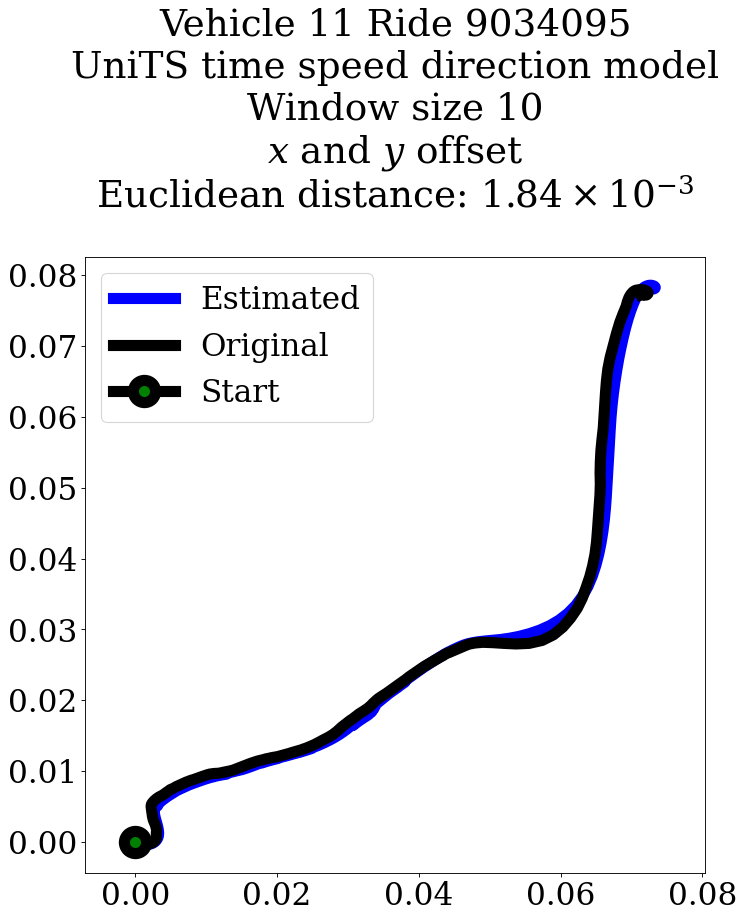 Vehicle 11 Ride 9034095
UniTS time speed direction model
Window size 10
x and y offset
Euclidean distance: 1.84 × 10⁻³
Estimated
Original
Start
0.08
0.07
0.06
0.05
0.04
0.03
0.02
0.01
0.00
0.00 0.02 0.04 0.06 0.08